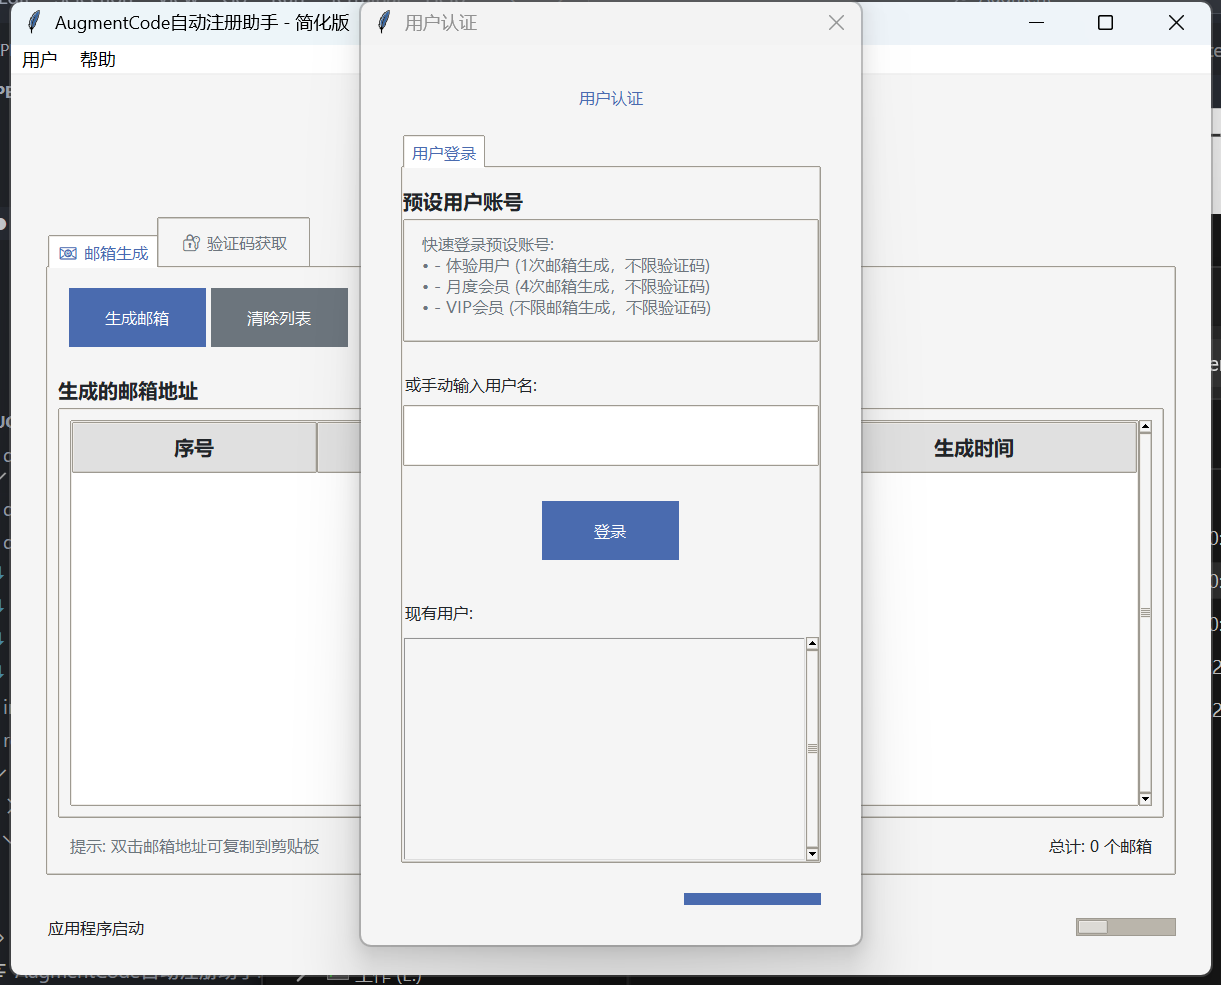 AugmentCode自动注册助手 - 简化版
用户 帮助
邮箱生成
验证码获取
生成邮箱
清除列表
生成的邮箱地址
序号
生成时间
提示: 双击邮箱地址可复制到剪贴板
总计: 0 个邮箱
应用程序启动
用户认证
用户认证
用户登录
预设用户账号
快速登录预设账号:
• - 体验用户 (1次邮箱生成，不限验证码)
• - 月度会员 (4次邮箱生成，不限验证码)
• - VIP会员 (不限邮箱生成，不限验证码)
或手动输入用户名:
登录
现有用户: